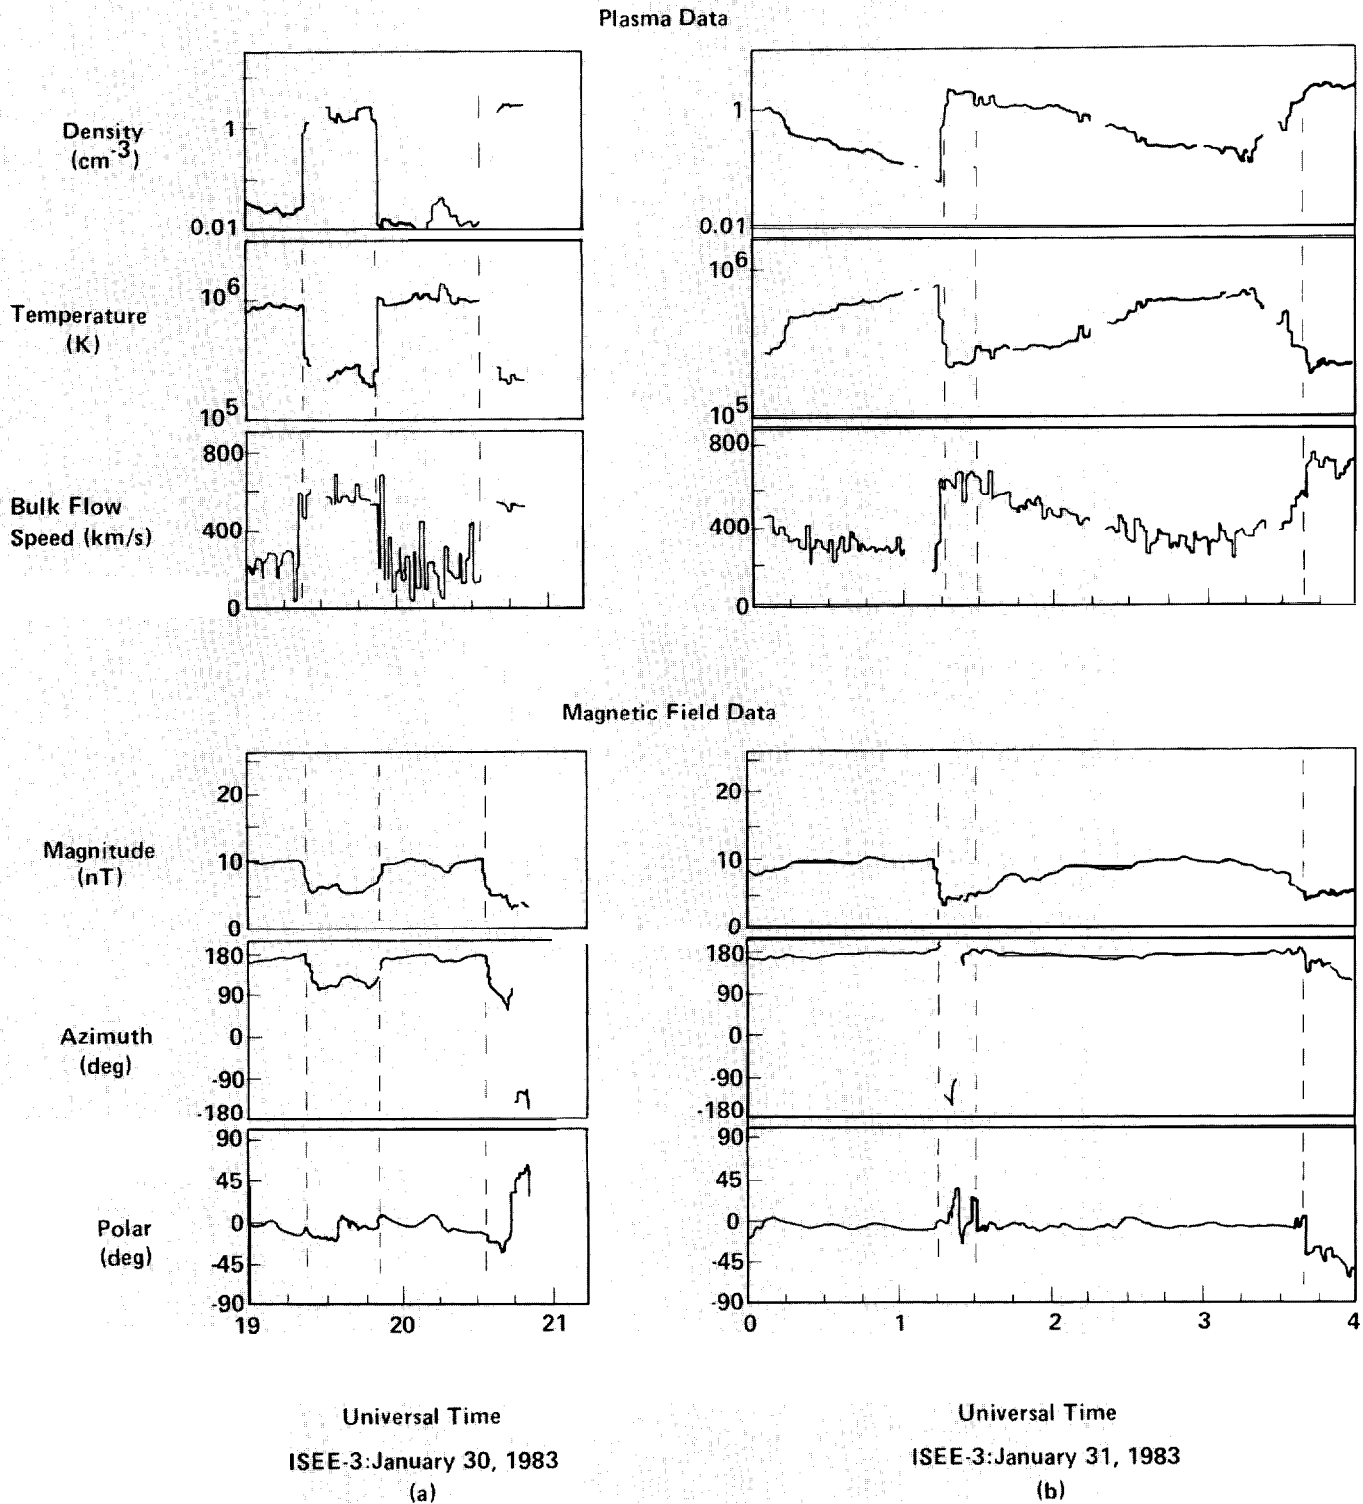 Plasma Data
Density
(cm-3)
1
0.01
1
0.01
Temperature
(K)
10^6
10^5
10^6
10^5
Bulk Flow
Speed (km/s)
800
400
0
800
400
0
Magnetic Field Data
Magnitude
(nT)
20
10
0
20
10
0
Azimuth
(deg)
180
90
0
-90
-180
180
90
0
-90
-180
Polar
(deg)
90
45
0
-45
-90
90
45
0
-45
-90
19 20 21
0 1 2 3 4
Universal Time
ISEE-3:January 30, 1983
(a)
Universal Time
ISEE-3:January 31, 1983
(b)